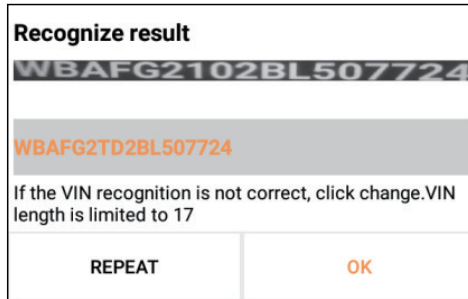 Recognize result
WBAFG2102BL507724
WBAFG2TD2BL507724
If the VIN recognition is not correct, click change.VIN
length is limited to 17
REPEAT OK